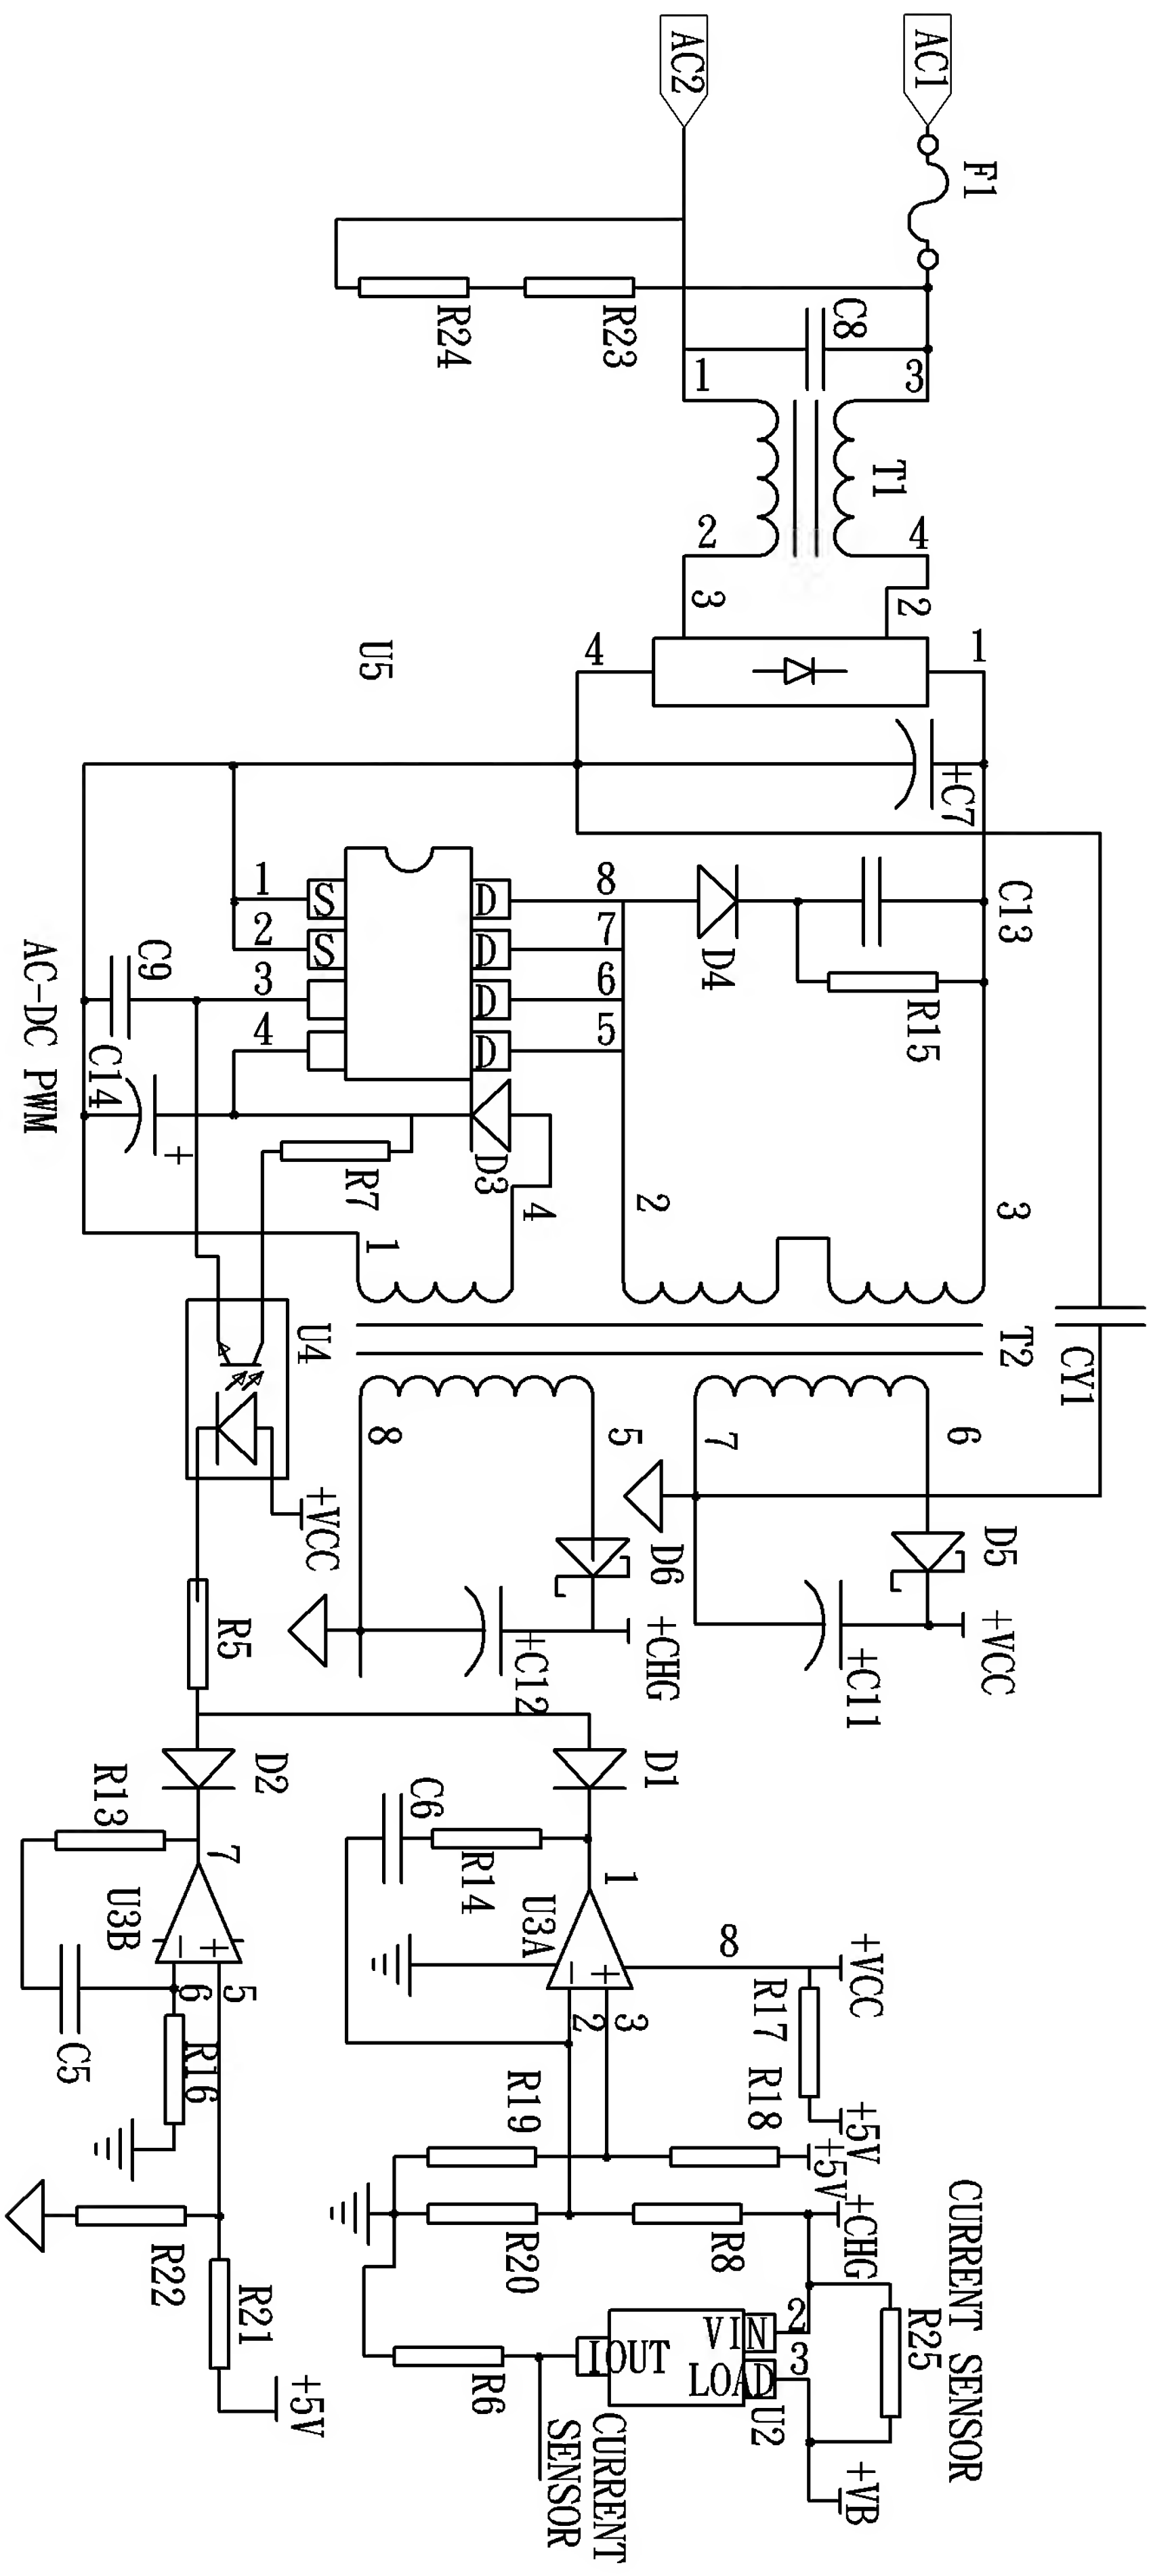 AC1
AC2
F1
R24
R23
C8
1
3
T1
2
4
3
2
U5
4
1
+C7
C13
D4
R15
8
7
6
5
1
2
3
4
S
S
D
D
D
D
C9
C14
+
AC-DC PWM
R7
D3
4
1
2
3
T2
CY1
U4
+VCC
8
5
7
6
D6
D5
+CHG
+VCC
+C12
+C11
R5
D2
D1
R13
C6
R14
7
1
U3B
U3A
-
+
-
+
6
5
2
3
8
+VCC
C5
R16
R17
R18
+5V
+5V
R19
R20
R8
+CHG
R22
R21
+5V
CURRENT SENSOR
R25
VIN
2
LOAD
3
IOUT
U2
R6
CURRENT
SENSOR
+VB